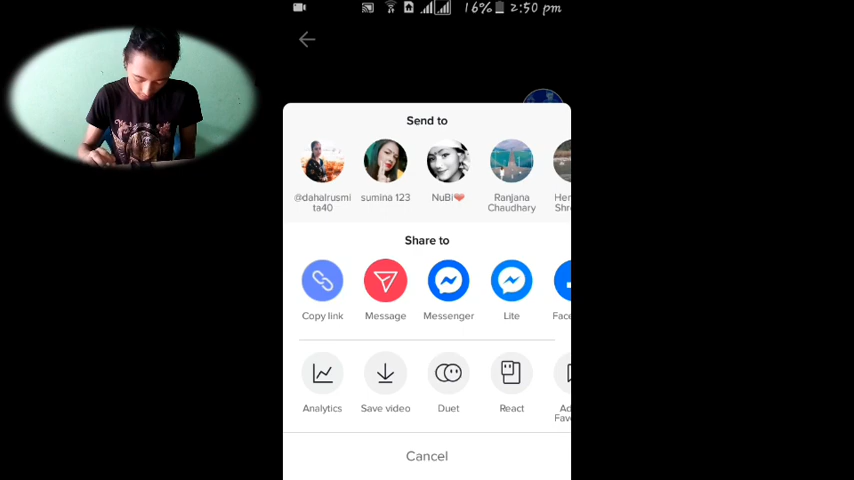 16% 2:50 pm
Send to
@dahalrusmi sumina 123 NuBi❤ Ranjana
ta40 Chaudhary
Share to
Copy link Message Messenger Lite
Analytics Save video Duet React
Cancel